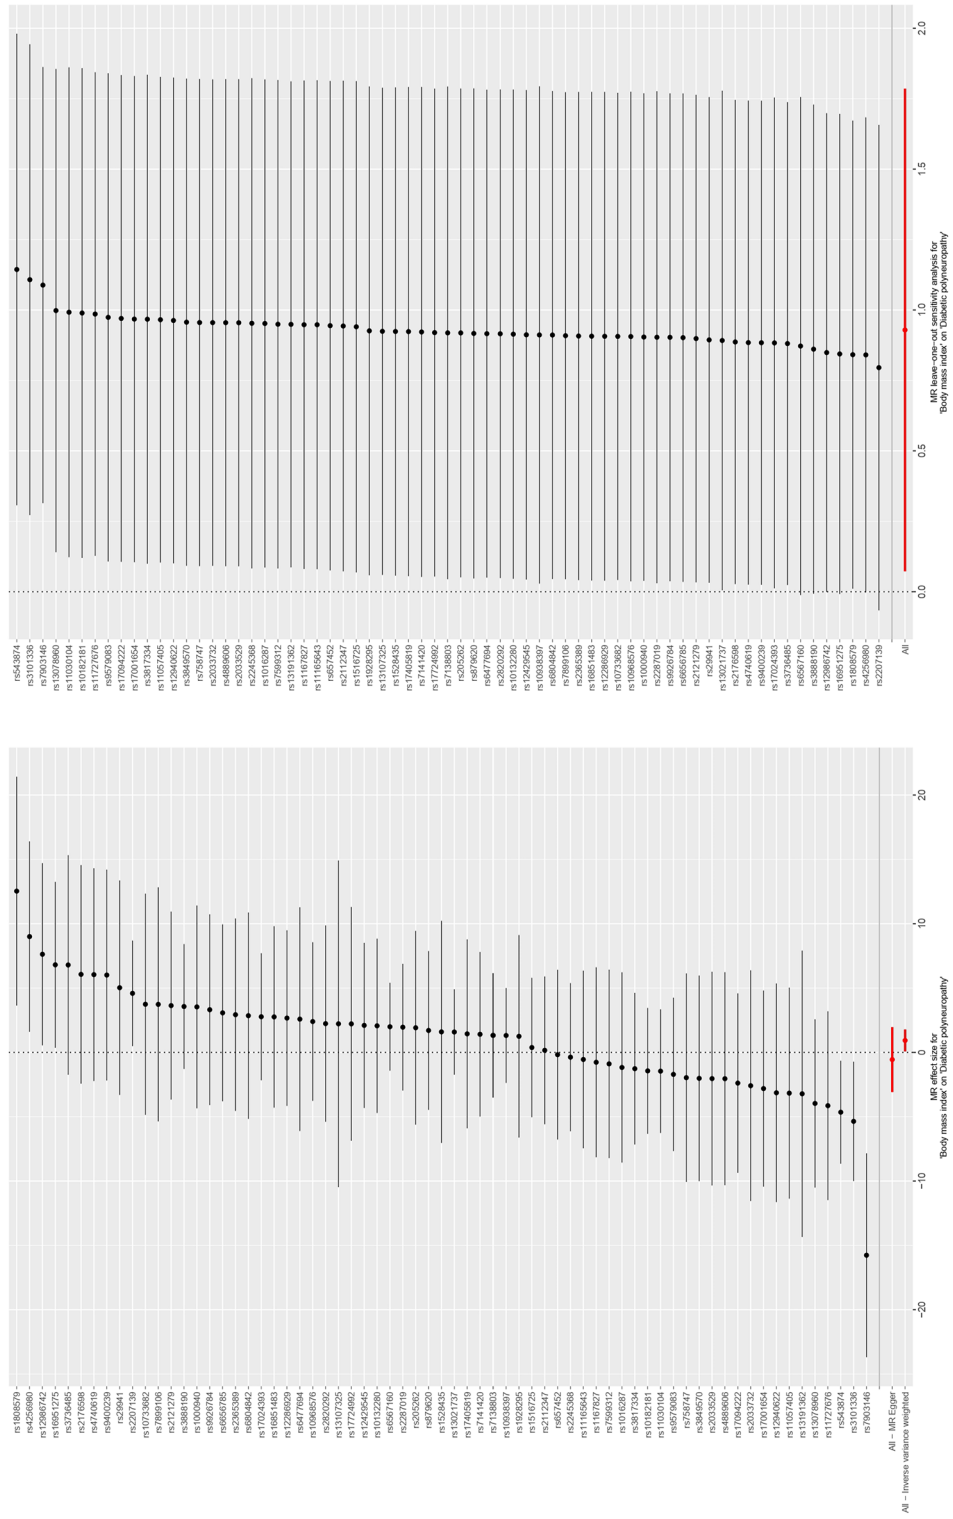 rs543874
rs3101336
rs7903146
rs13078960
rs11030104
rs10182181
rs11727676
rs9579083
rs17094222
rs17001654
rs3817334
rs11057405
rs12940622
rs3849570
rs758747
rs2033732
rs4889606
rs2033529
rs2245368
rs1016287
rs7599312
rs13191362
rs1167827
rs11165643
rs657452
rs2112347
rs1516725
rs1928295
rs13107325
rs1528435
rs17405819
rs7141420
rs17724992
rs7138803
rs205262
rs879620
rs6477694
rs2820292
rs10132280
rs12429545
rs10938397
rs6804842
rs7899106
rs2365389
rs16851483
rs12286929
rs10733682
rs10968576
rs1000940
rs2287019
rs9926784
rs6656785
rs2121279
rs29941
rs13021737
rs2176598
rs4740619
rs9400239
rs17024393
rs3736485
rs6567160
rs3888190
rs12986742
rs16951275
rs1808579
rs4256980
rs2207139
All
0.0
0.5
1.0
1.5
2.0
MR leave−one−out sensitivity analysis for
'Body mass index' on 'Diabetic polyneuropathy'
rs1808579
rs4256980
rs12986742
rs16951275
rs3736485
rs2176598
rs4740619
rs9400239
rs29941
rs2207139
rs10733682
rs7899106
rs2121279
rs3888190
rs1000940
rs9926784
rs6656785
rs2365389
rs6804842
rs17024393
rs16851483
rs12286929
rs6477694
rs10968576
rs2820292
rs13107325
rs17724992
rs12429545
rs10132280
rs6567160
rs2287019
rs205262
rs879620
rs1528435
rs13021737
rs17405819
rs7141420
rs7138803
rs10938397
rs1928295
rs1516725
rs2112347
rs657452
rs2245368
rs11165643
rs1167827
rs7599312
rs1016287
rs3817334
rs10182181
rs11030104
rs9579083
rs758747
rs3849570
rs2033529
rs4889606
rs17094222
rs2033732
rs17001654
rs12940622
rs11057405
rs13191362
rs13078960
rs11727676
rs543874
rs3101336
rs7903146
All − MR Egger
All − Inverse variance weighted
−20
−10
0
10
20
MR effect size for
'Body mass index' on 'Diabetic polyneuropathy'